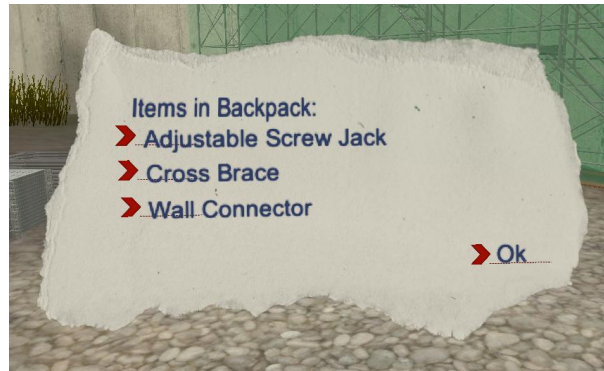 Items in Backpack:
Adjustable Screw Jack
Cross Brace
Wall Connector
Ok